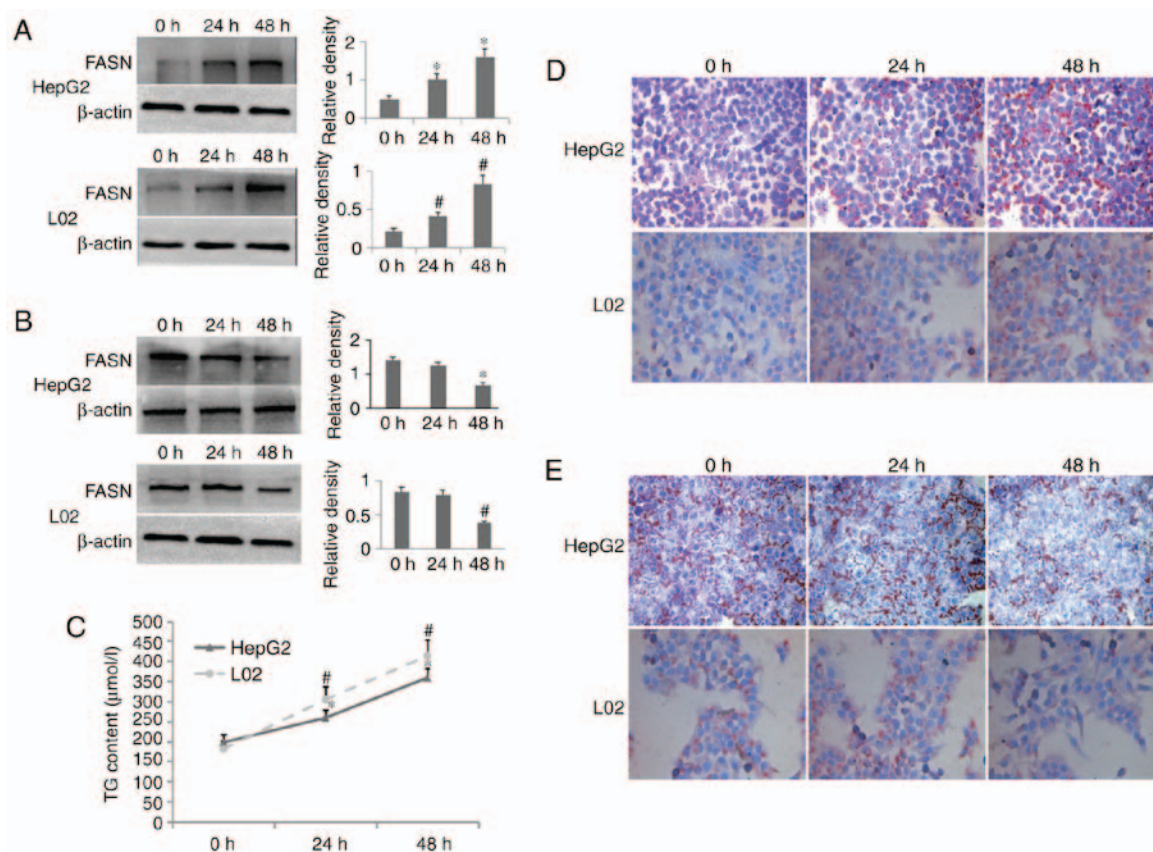 A
0 h 24 h 48 h
FASN
HepG2
β-actin
Relative density
2
1
0
* *
0 h 24 h 48 h
0 h 24 h 48 h
FASN
L02
β-actin
Relative density
1
0.5
0
# #
0 h 24 h 48 h
B
0 h 24 h 48 h
FASN
HepG2
β-actin
Relative density
2
1
0
*
0 h 24 h 48 h
0 h 24 h 48 h
FASN
L02
β-actin
Relative density
1
0.5
0
#
0 h 24 h 48 h
C
TG content (μmol/l)
500
450
400
350
300
250
200
150
100
50
0
HepG2
L02
# #
* *
0 h 24 h 48 h
D
0 h 24 h 48 h
HepG2
L02
E
0 h 24 h 48 h
HepG2
L02